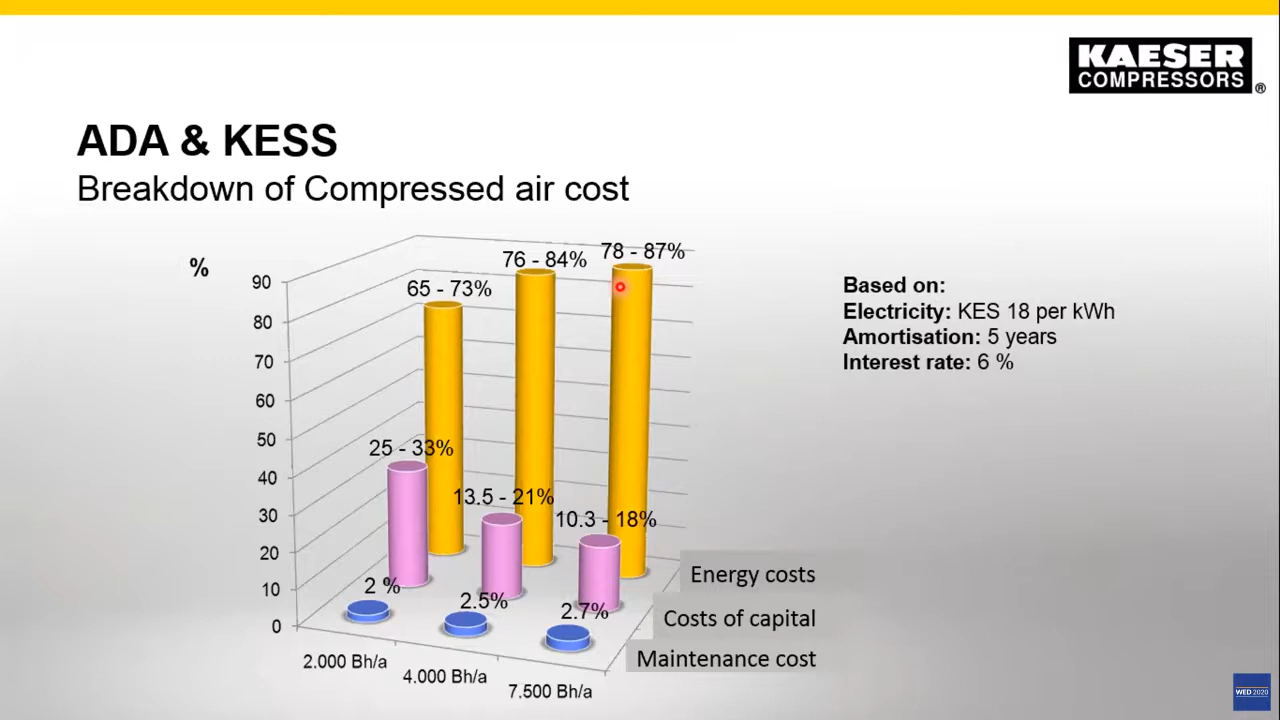 KAESER
COMPRESSORS®
ADA & KESS
Breakdown of Compressed air cost
%
90
80
70
60
50
40
30
20
10
0
65 - 73%
76 - 84%
78 - 87%
25 - 33%
13.5 - 21%
10.3 - 18%
2 %
2.5%
2.7%
2.000 Bh/a
4.000 Bh/a
7.500 Bh/a
Energy costs
Costs of capital
Maintenance cost
Based on:
Electricity: KES 18 per kWh
Amortisation: 5 years
Interest rate: 6 %
WED 2020